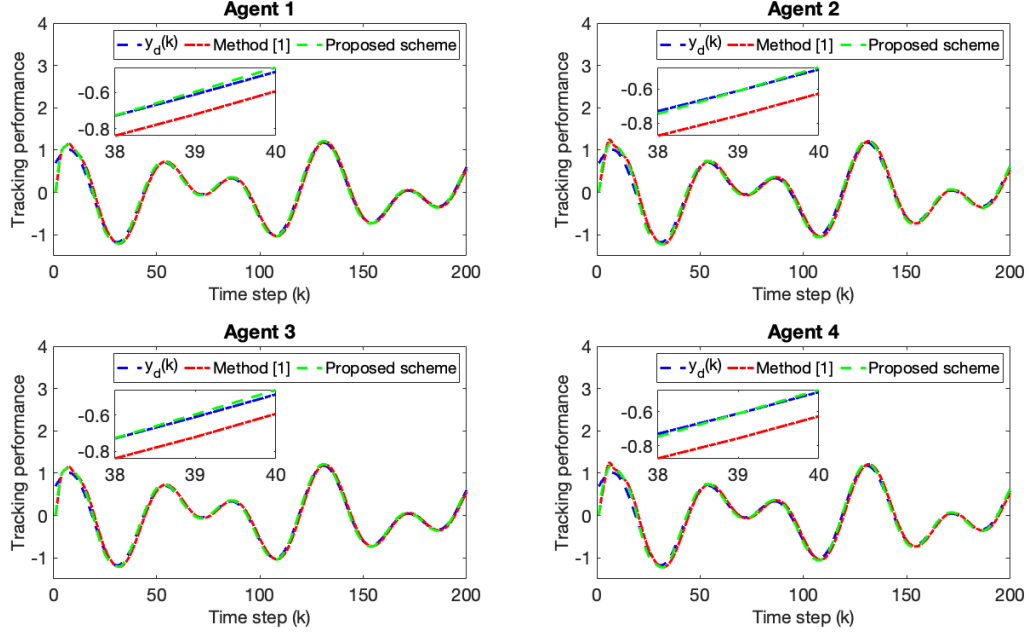 Agent 1
Tracking performance
4
3
2
1
0
-1
y_d(k) Method [1] Proposed scheme
-0.6
-0.8
38 39 40
0 50 100 150 200
Time step (k)
Agent 2
Tracking performance
4
3
2
1
0
-1
y_d(k) Method [1] Proposed scheme
-0.6
-0.8
38 39 40
0 50 100 150 200
Time step (k)
Agent 3
Tracking performance
4
3
2
1
0
-1
y_d(k) Method [1] Proposed scheme
-0.6
-0.8
38 39 40
0 50 100 150 200
Time step (k)
Agent 4
Tracking performance
4
3
2
1
0
-1
y_d(k) Method [1] Proposed scheme
-0.6
-0.8
38 39 40
0 50 100 150 200
Time step (k)